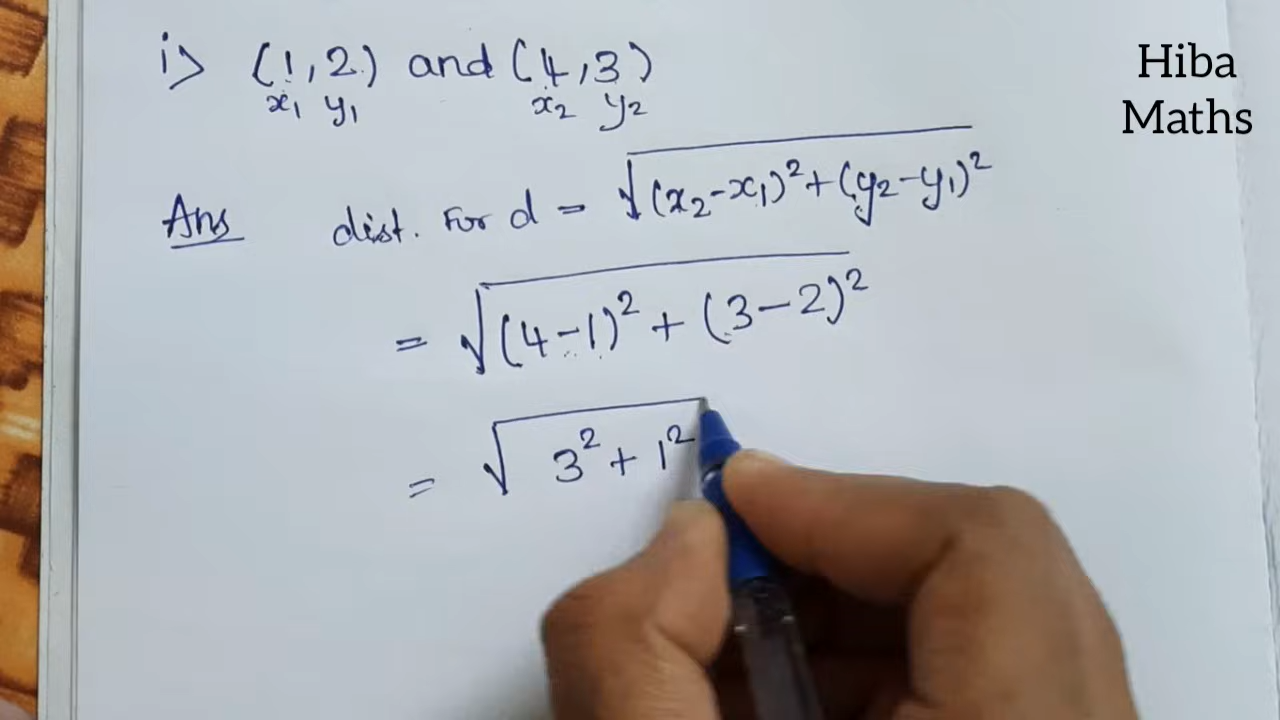 i> (1,2) and (4,3)
x₁ y₁ x₂ y₂
Hiba
Maths
Ans dist. For d = √(x₂-x₁)²+(y₂-y₁)²
= √(4-1)² + (3-2)²
= √3² + 1²